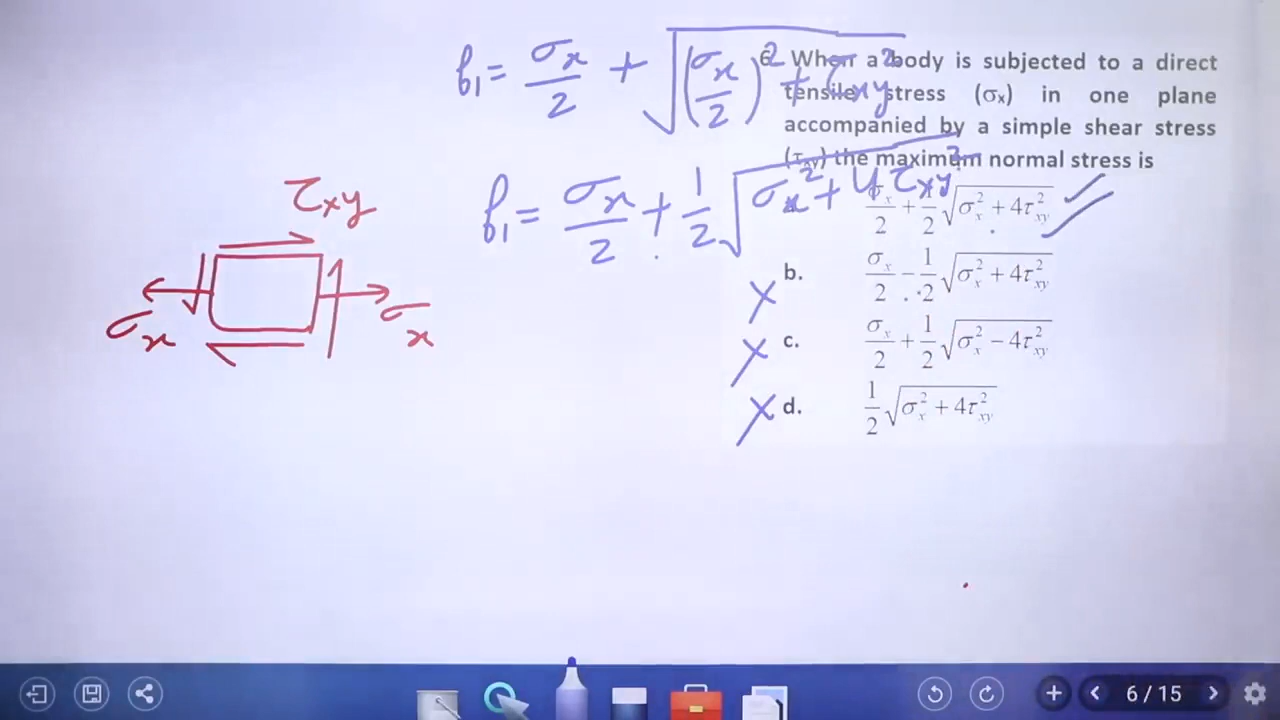 β₁ = σx/2 + √((σx/2)² + τxy²)
6. When a body is subjected to a direct
tensile stress (σx) in one plane
accompanied by a simple shear stress
(τxy) the maximum normal stress is
β₁ = σx/2 + 1/2 √(σx² + 4τxy²)
σx/2 + 1/2 √(σx² + 4τxy²)
b. σx/2 − 1/2 √(σx² + 4τxy²)
c. σx/2 + 1/2 √(σx² − 4τxy²)
d. 1/2 √(σx² + 4τxy²)
τxy
σx
σx
6 / 15